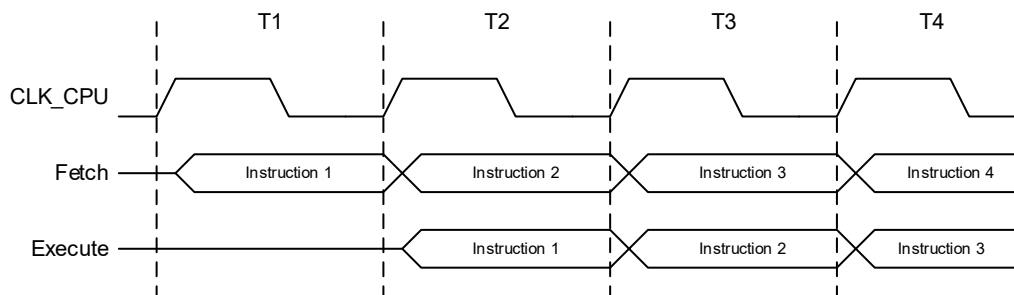 T1 T2 T3 T4
CLK_CPU
Fetch Instruction 1 Instruction 2 Instruction 3 Instruction 4
Execute Instruction 1 Instruction 2 Instruction 3